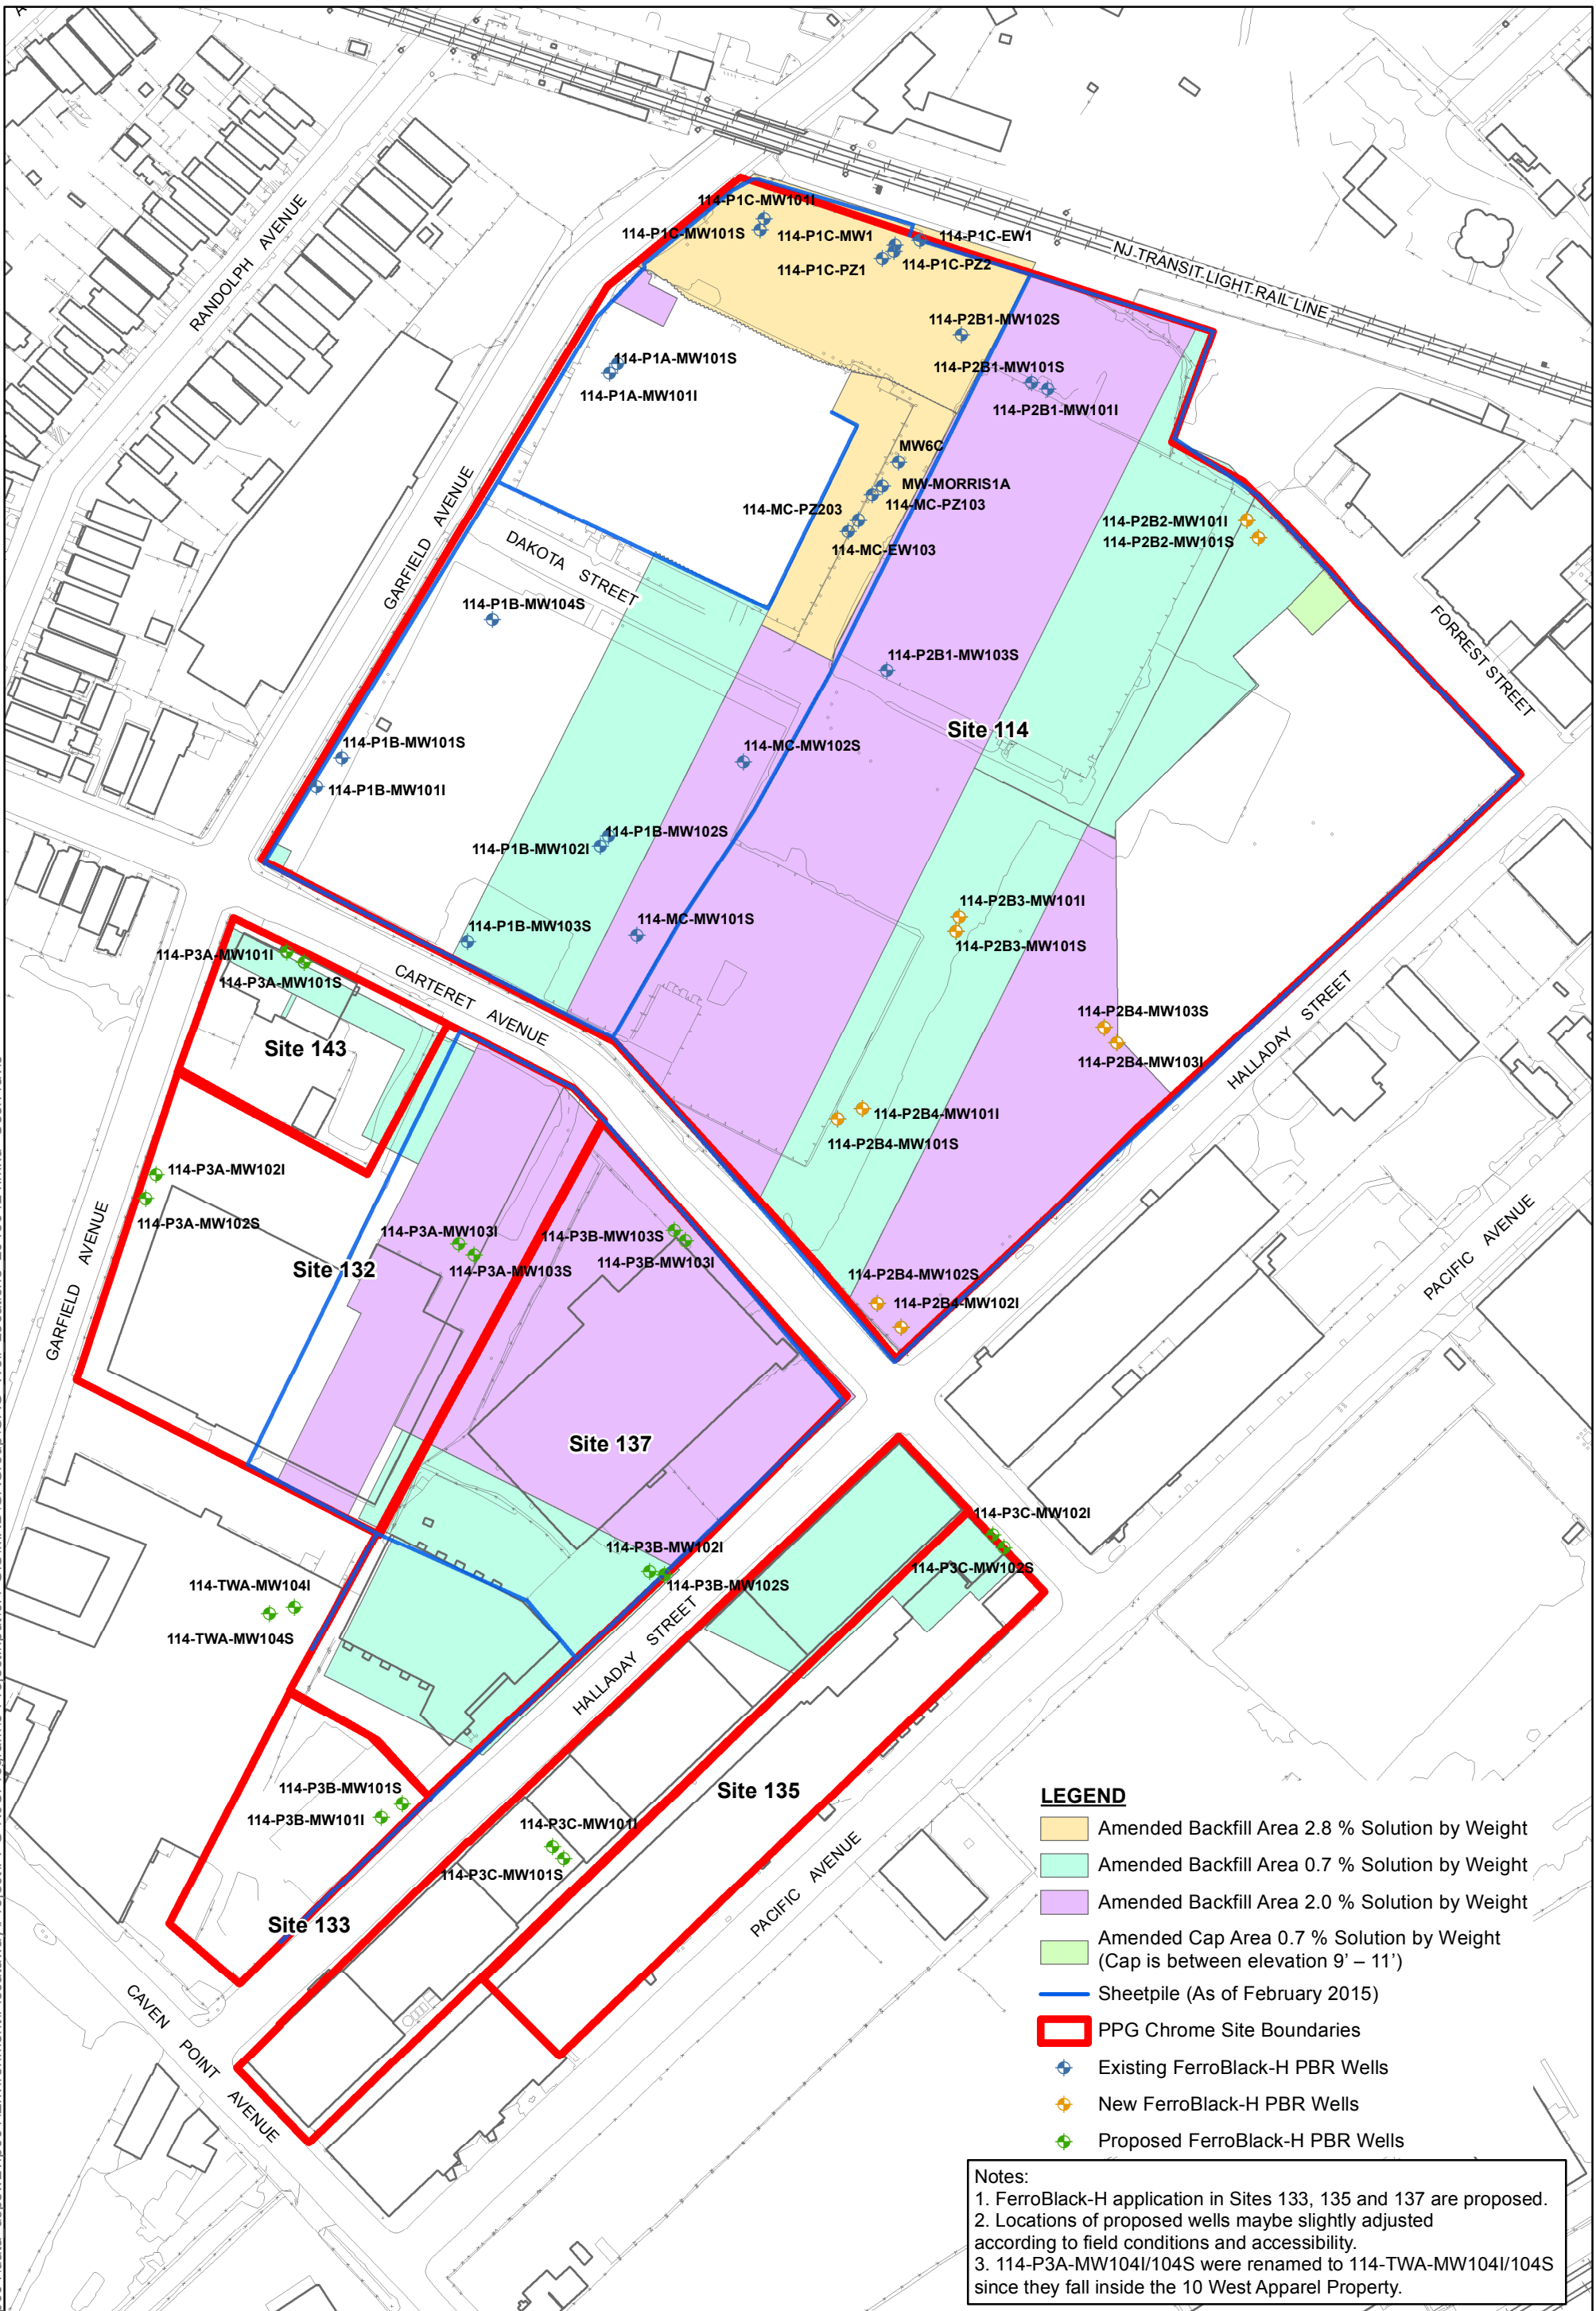 RANDOLPH AVENUE
NJ TRANSIT LIGHT RAIL LINE
114-P1C-MW101I
114-P1C-MW101S
114-P1C-MW1
114-P1C-EW1
114-P1C-PZ2
114-P1C-PZ1
114-P2B1-MW102S
114-P1A-MW101S
114-P2B1-MW101S
114-P1A-MW101I
114-P2B1-MW101I
MW6C
MW-MORRIS1A
114-MC-PZ103
114-MC-PZ203
114-MC-EW103
114-P2B2-MW101I
114-P2B2-MW101S
GARFIELD AVENUE
DAKOTA STREET
114-P1B-MW104S
FORREST STREET
114-P2B1-MW103S
Site 114
114-P1B-MW101S
114-MC-MW102S
114-P1B-MW101I
114-P1B-MW102S
114-P1B-MW102I
114-P2B3-MW101I
114-P1B-MW103S
114-MC-MW101S
114-P2B3-MW101S
114-P3A-MW101I
114-P3A-MW101S
CARTERET AVENUE
114-P2B4-MW103S
Site 143
114-P2B4-MW103I
HALLADAY STREET
114-P2B4-MW101I
114-P2B4-MW101S
114-P3A-MW102I
114-P3A-MW102S
GARFIELD AVENUE
114-P3A-MW103I
114-P3B-MW103S
114-P3B-MW103I
114-P3A-MW103S
Site 132
PACIFIC AVENUE
114-P2B4-MW102S
114-P2B4-MW102I
Site 137
114-P3C-MW102I
114-P3B-MW102I
114-P3C-MW102S
114-P3B-MW102S
114-TWA-MW104I
114-TWA-MW104S
HALLADAY STREET
114-P3B-MW101S
114-P3B-MW101I
Site 135
114-P3C-MW101I
114-P3C-MW101S
PACIFIC AVENUE
Site 133
CAVEN POINT AVENUE
LEGEND
Amended Backfill Area 2.8 % Solution by Weight
Amended Backfill Area 0.7 % Solution by Weight
Amended Backfill Area 2.0 % Solution by Weight
Amended Cap Area 0.7 % Solution by Weight
(Cap is between elevation 9’ – 11’)
Sheetpile (As of February 2015)
PPG Chrome Site Boundaries
Existing FerroBlack-H PBR Wells
New FerroBlack-H PBR Wells
Proposed FerroBlack-H PBR Wells
Notes:
1. FerroBlack-H application in Sites 133, 135 and 137 are proposed.
2. Locations of proposed wells maybe slightly adjusted
according to field conditions and accessibility.
3. 114-P3A-MW104I/104S were renamed to 114-TWA-MW104I/104S
since they fall inside the 10 West Apparel Property.